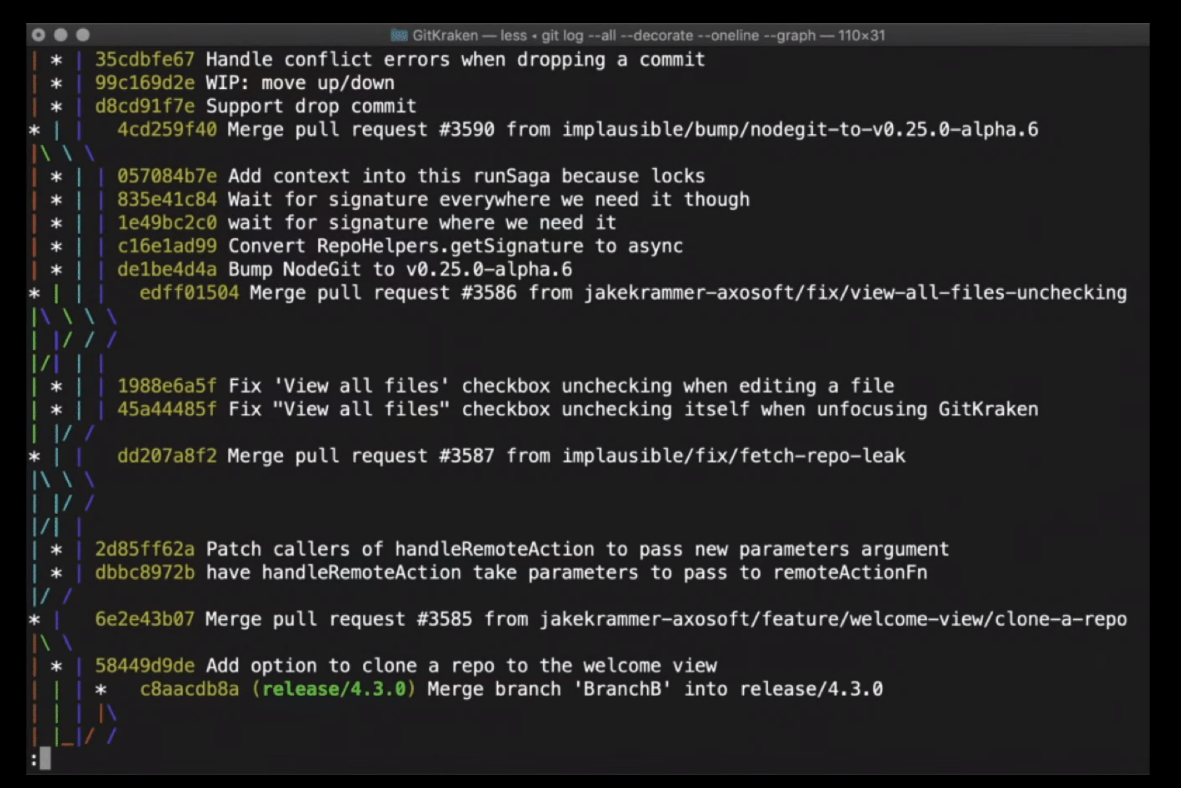 GitKraken — less ◂ git log --all --decorate --oneline --graph — 110×31
| * | 35cdbfe67 Handle conflict errors when dropping a commit
| * | 99c169d2e WIP: move up/down
| * | d8cd91f7e Support drop commit
* | |   4cd259f40 Merge pull request #3590 from implausible/bump/nodegit-to-v0.25.0-alpha.6
|\ \ \
| * | | 057084b7e Add context into this runSaga because locks
| * | | 835e41c84 Wait for signature everywhere we need it though
| * | | 1e49bc2c0 wait for signature where we need it
| * | | c16e1ad99 Convert RepoHelpers.getSignature to async
| * | | de1be4d4a Bump NodeGit to v0.25.0-alpha.6
* | | |   edff01504 Merge pull request #3586 from jakekrammer-axosoft/fix/view-all-files-unchecking
|\ \ \ \
| |/ / /
|/| | |
| * | | 1988e6a5f Fix 'View all files' checkbox unchecking when editing a file
| * | | 45a44485f Fix "View all files" checkbox unchecking itself when unfocusing GitKraken
| |/ /
* | |   dd207a8f2 Merge pull request #3587 from implausible/fix/fetch-repo-leak
|\ \ \
| |/ /
|/| |
| * | 2d85ff62a Patch callers of handleRemoteAction to pass new parameters argument
| * | dbbc8972b have handleRemoteAction take parameters to pass to remoteActionFn
|/ /
* |   6e2e43b07 Merge pull request #3585 from jakekrammer-axosoft/feature/welcome-view/clone-a-repo
|\ \
| * | 58449d9de Add option to clone a repo to the welcome view
| | | *   c8aacdb8a (release/4.3.0) Merge branch 'BranchB' into release/4.3.0
| | | |\
| |_|/ /
: